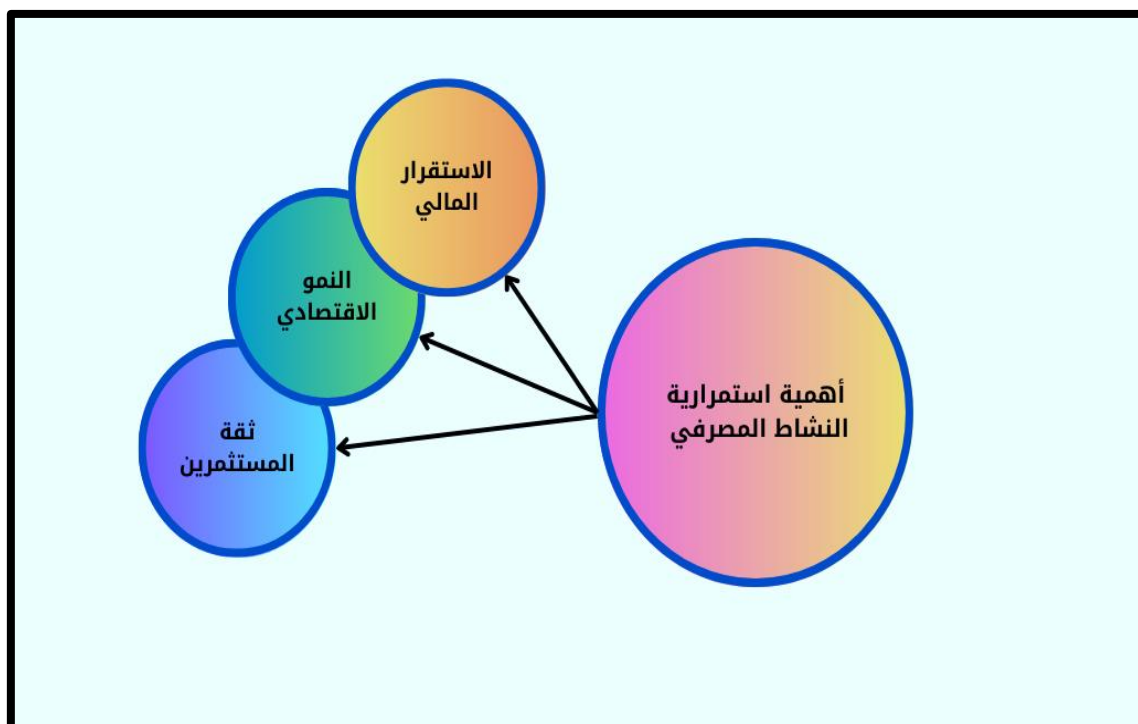 أهمية استمرارية
النشاط المصرفي
الاستقرار
المالي
النمو
الاقتصادي
ثقة
المستثمرين